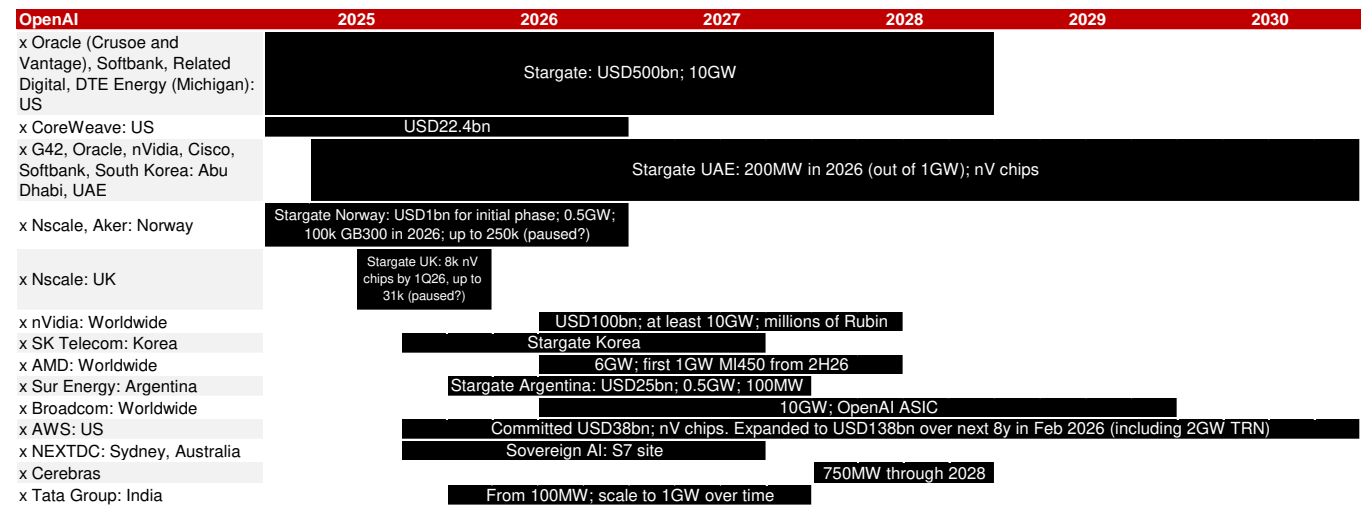 OpenAI 2025 2026 2027 2028 2029 2030
x Oracle (Crusoe and
Vantage), Softbank, Related
Digital, DTE Energy (Michigan):
US
Stargate: USD500bn; 10GW
x CoreWeave: US
USD22.4bn
x G42, Oracle, nVidia, Cisco,
Softbank, South Korea: Abu
Dhabi, UAE
Stargate UAE: 200MW in 2026 (out of 1GW); nV chips
x Nscale, Aker: Norway
Stargate Norway: USD1bn for initial phase; 0.5GW;
100k GB300 in 2026; up to 250k (paused?)
x Nscale: UK
Stargate UK: 8k nV
chips by 1Q26, up to
31k (paused?)
x nVidia: Worldwide
USD100bn; at least 10GW; millions of Rubin
x SK Telecom: Korea
Stargate Korea
x AMD: Worldwide
6GW; first 1GW MI450 from 2H26
x Sur Energy: Argentina
Stargate Argentina: USD25bn; 0.5GW; 100MW
x Broadcom: Worldwide
10GW; OpenAI ASIC
x AWS: US
Committed USD38bn; nV chips. Expanded to USD138bn over next 8y in Feb 2026 (including 2GW TRN)
x NEXTDC: Sydney, Australia
Sovereign AI: S7 site
x Cerebras
750MW through 2028
x Tata Group: India
From 100MW; scale to 1GW over time